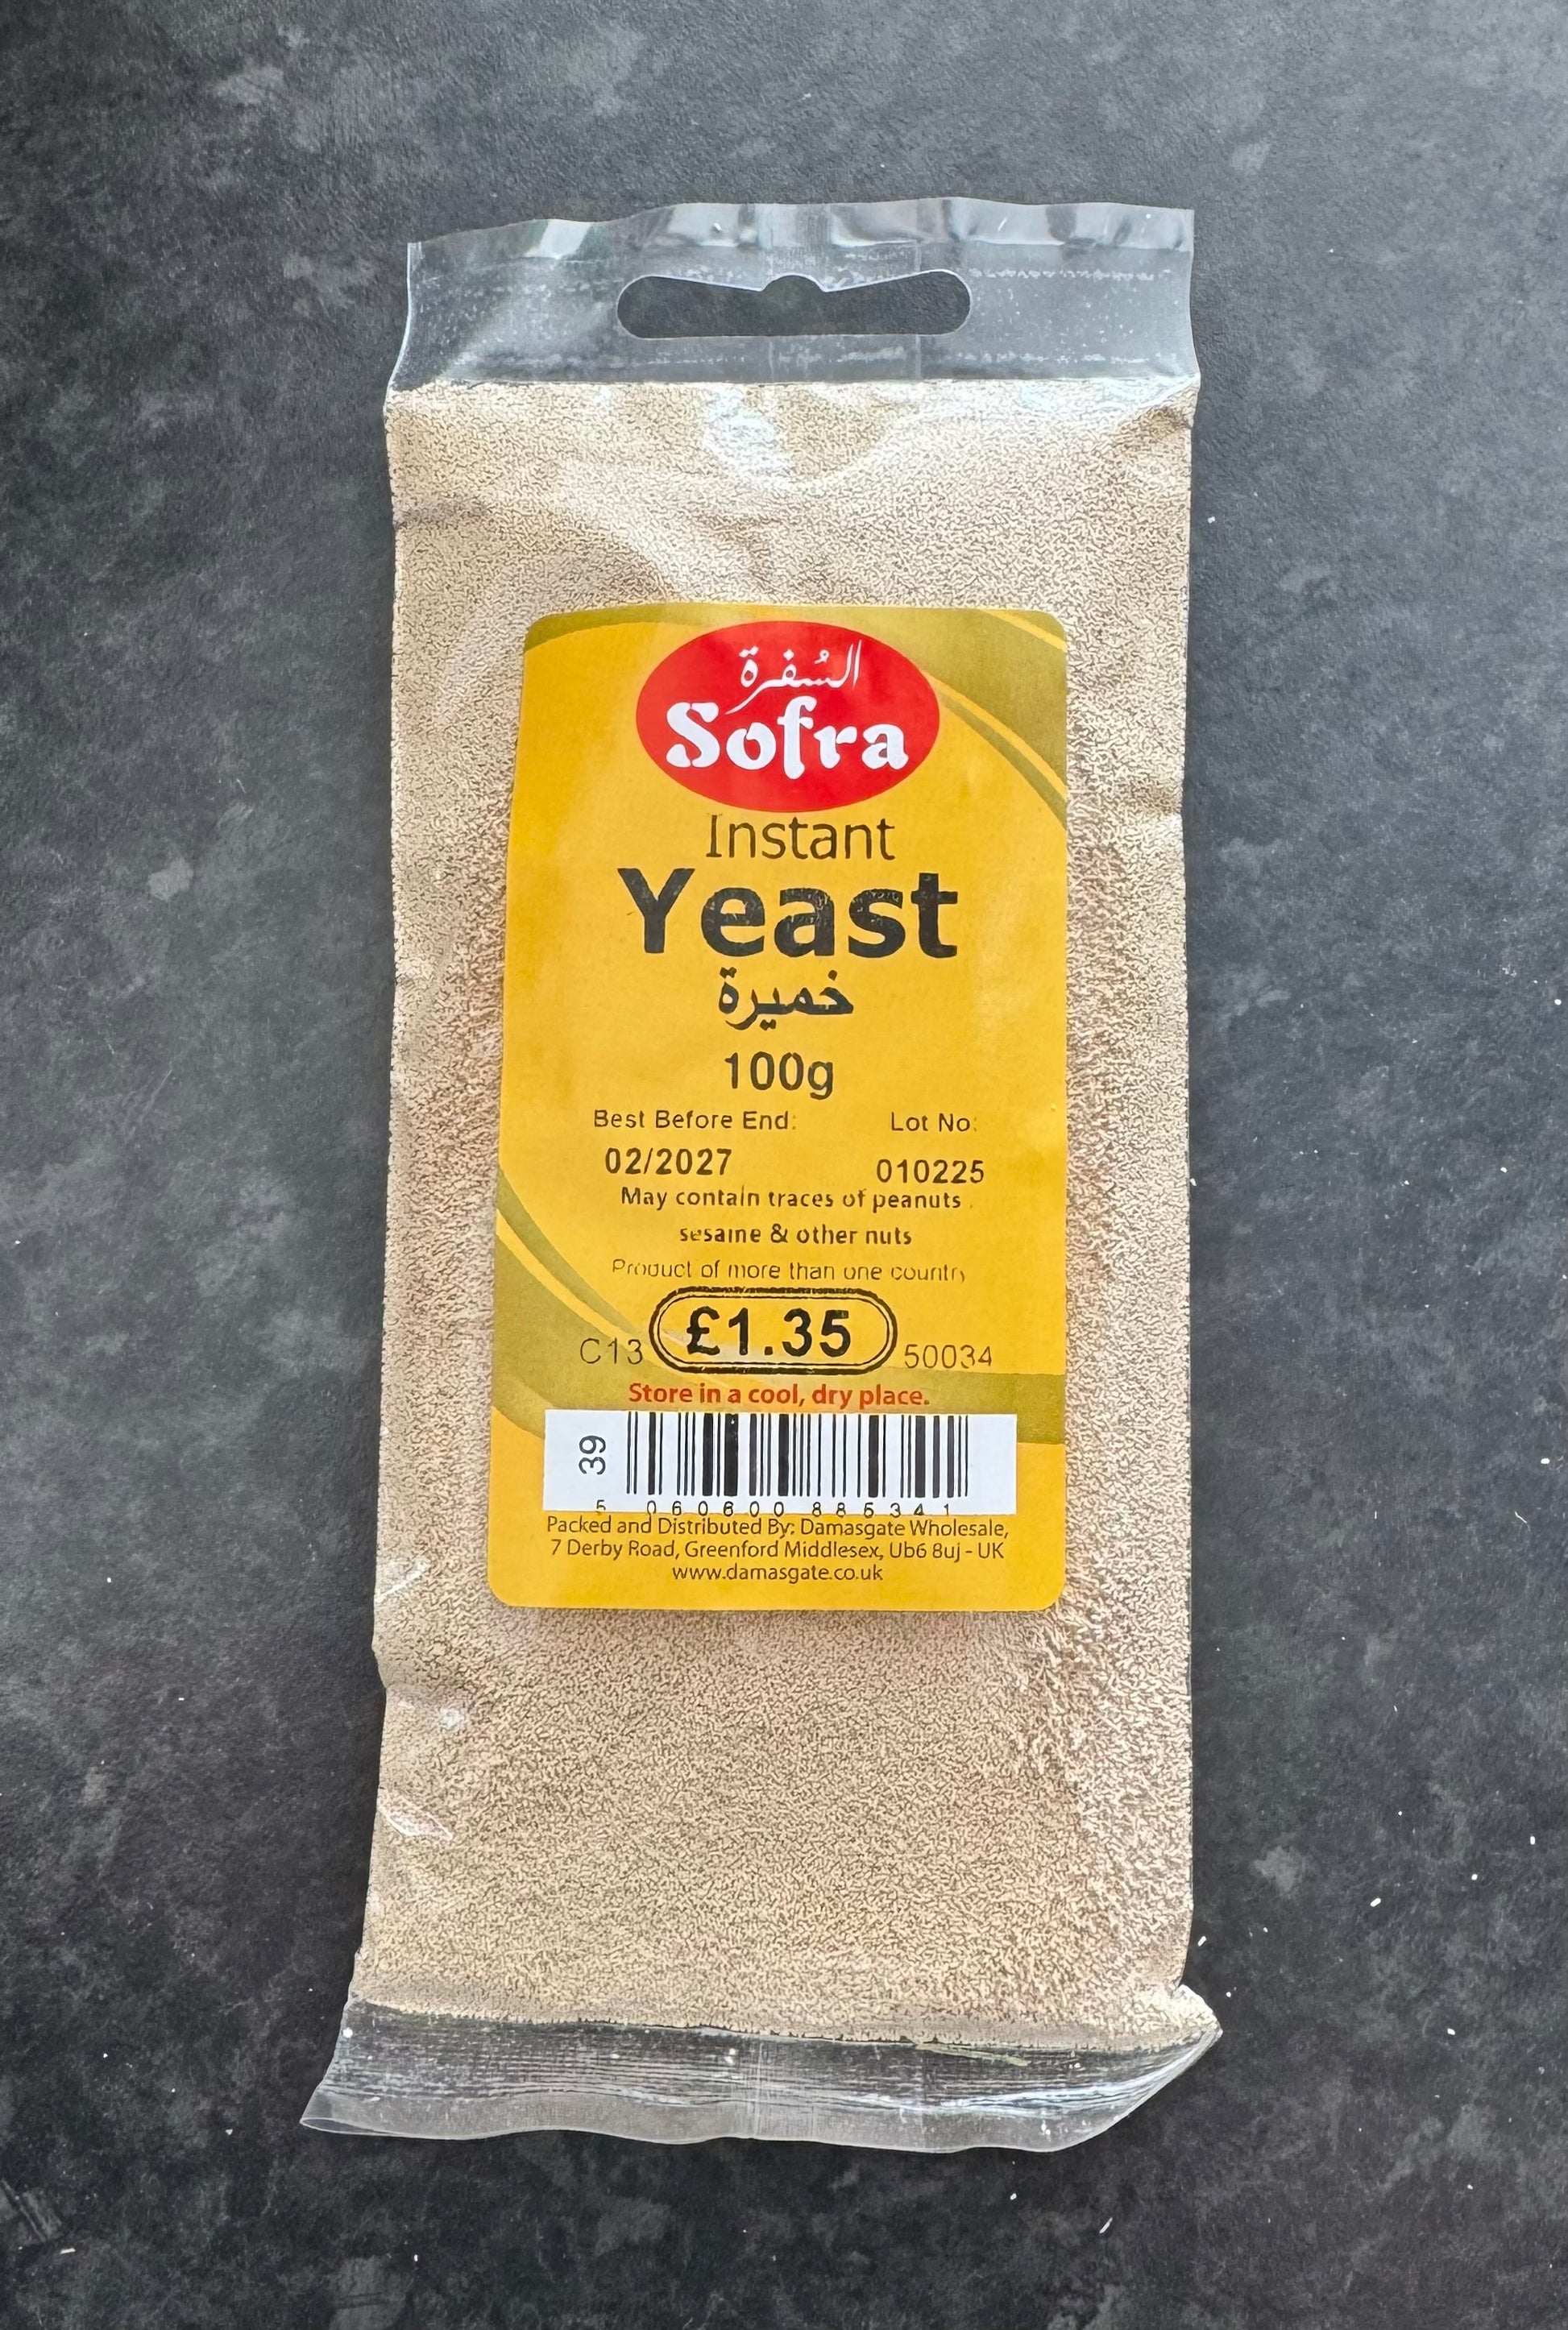 السُفرة
Sofra
Instant
Yeast
خميرة
100g
Best Before End: Lot No:
02/2027 010225
May contain traces of peanuts
sesame & other nuts
Product of more than one country
C13 £1.35 50034
Store in a cool, dry place.
39
5 060600 885341
Packed and Distributed By: Damasgate Wholesale,
7 Derby Road, Greenford Middlesex, Ub6 8uj - UK
www.damasgate.co.uk